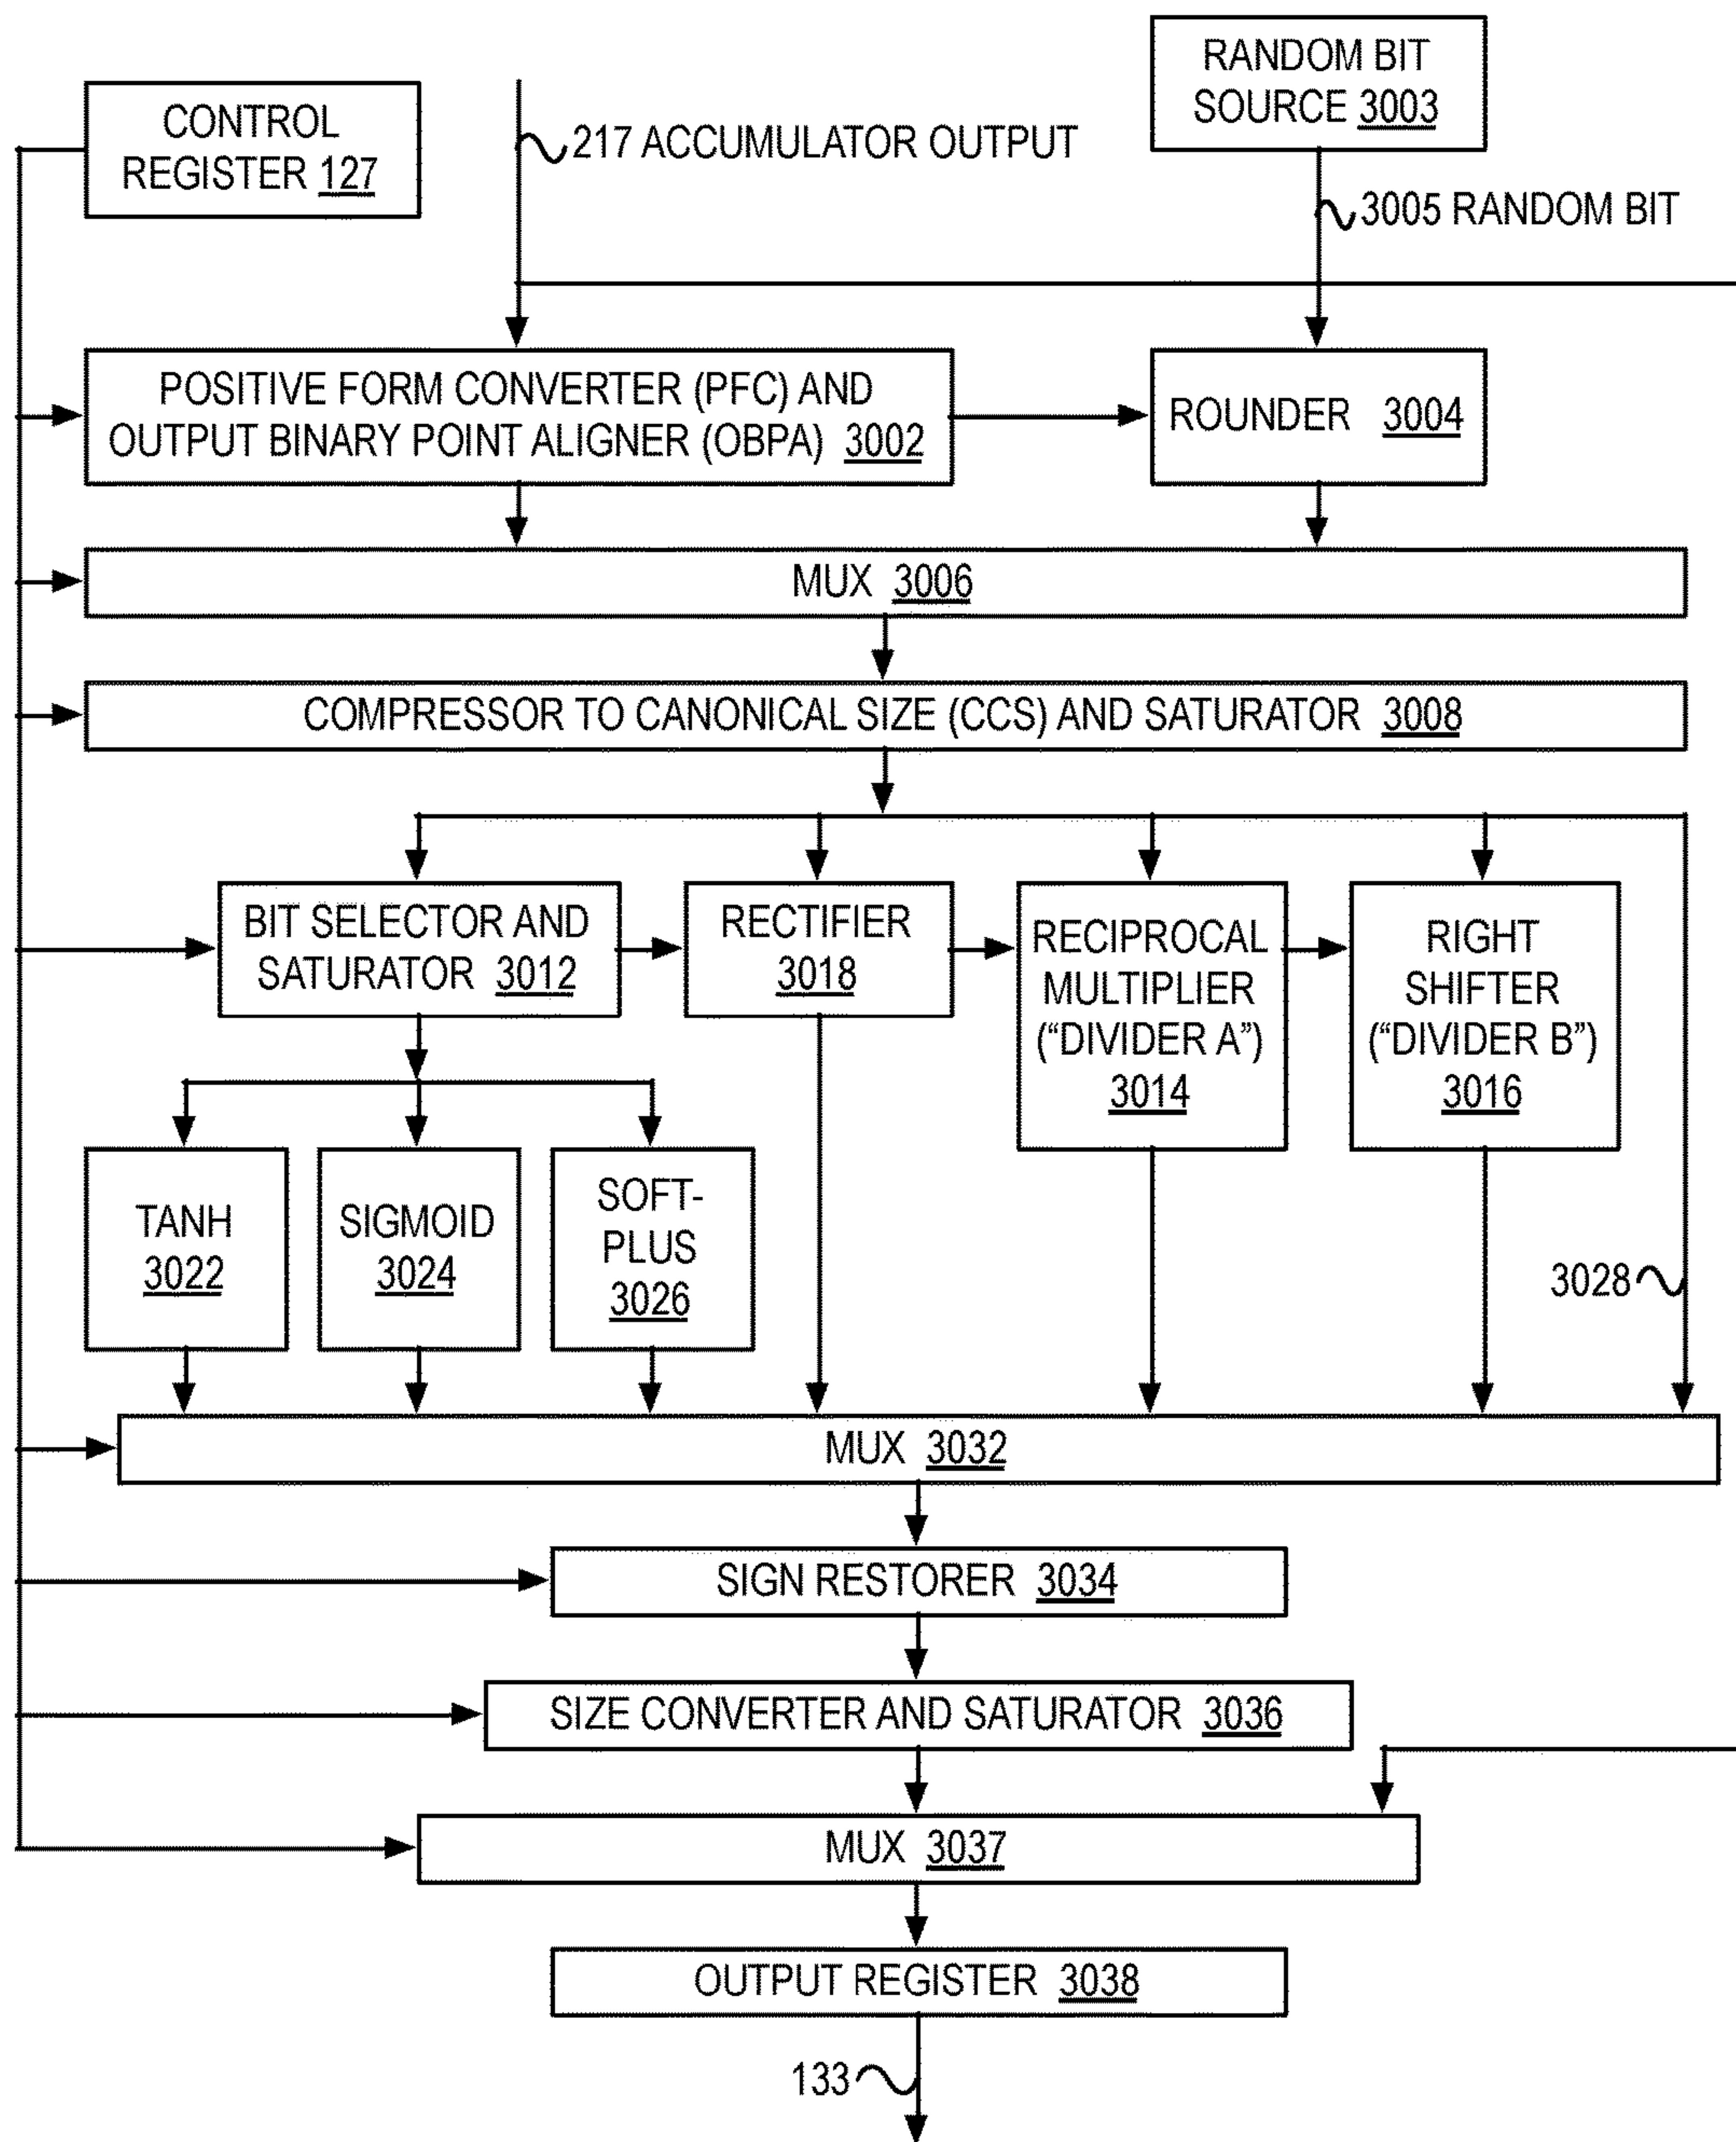 RANDOM BIT
SOURCE 3003
CONTROL
REGISTER 127
217 ACCUMULATOR OUTPUT
3005 RANDOM BIT
POSITIVE FORM CONVERTER (PFC) AND
OUTPUT BINARY POINT ALIGNER (OBPA) 3002
ROUNDER 3004
MUX 3006
COMPRESSOR TO CANONICAL SIZE (CCS) AND SATURATOR 3008
BIT SELECTOR AND
SATURATOR 3012
RECTIFIER
3018
RECIPROCAL
MULTIPLIER
(“DIVIDER A”)
3014
RIGHT
SHIFTER
(“DIVIDER B”)
3016
TANH
3022
SIGMOID
3024
SOFT-
PLUS
3026
3028
MUX 3032
SIGN RESTORER 3034
SIZE CONVERTER AND SATURATOR 3036
MUX 3037
OUTPUT REGISTER 3038
133